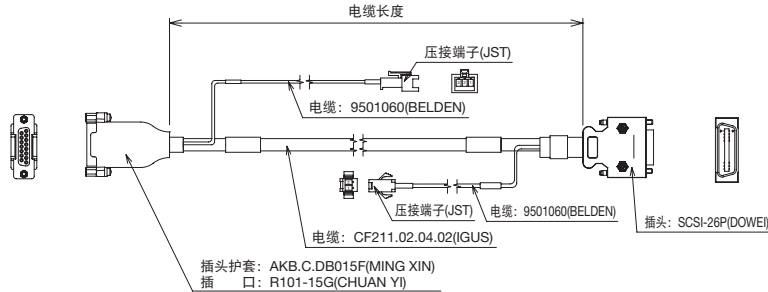 电缆长度
压接端子(JST)
电缆：9501060(BELDEN)
压接端子(JST)
电缆：9501060(BELDEN)
插头：SCSI-26P(DOWEI)
电缆：CF211.02.04.02(IGUS)
插头护套：AKB.C.DB015F(MING XIN)
插　　口：R101-15G(CHUAN YI)